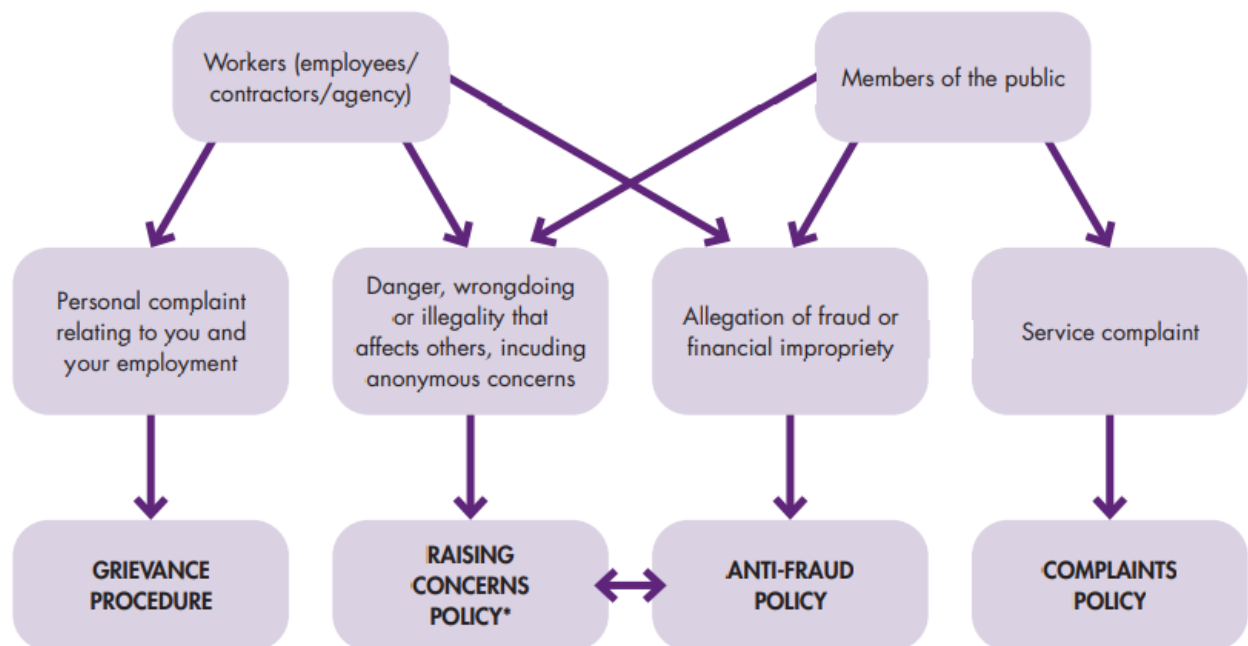 Workers (employees/
contractors/agency)
Members of the public
Personal complaint
relating to you and
your employment
Danger, wrongdoing
or illegality that
affects others, incuding
anonymous concerns
Allegation of fraud or
financial impropriety
Service complaint
GRIEVANCE
PROCEDURE
RAISING
CONCERNS
POLICY*
ANTI-FRAUD
POLICY
COMPLAINTS
POLICY